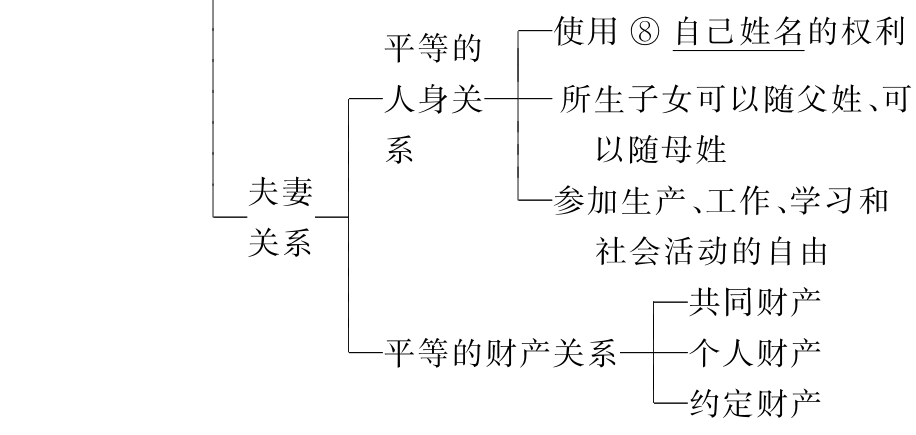 使用 ⑧ 自己姓名的权利
平等的
人身关
系
所生子女可以随父姓、可
以随母姓
参加生产、工作、学习和
社会活动的自由
夫妻
关系
平等的财产关系
共同财产
个人财产
约定财产